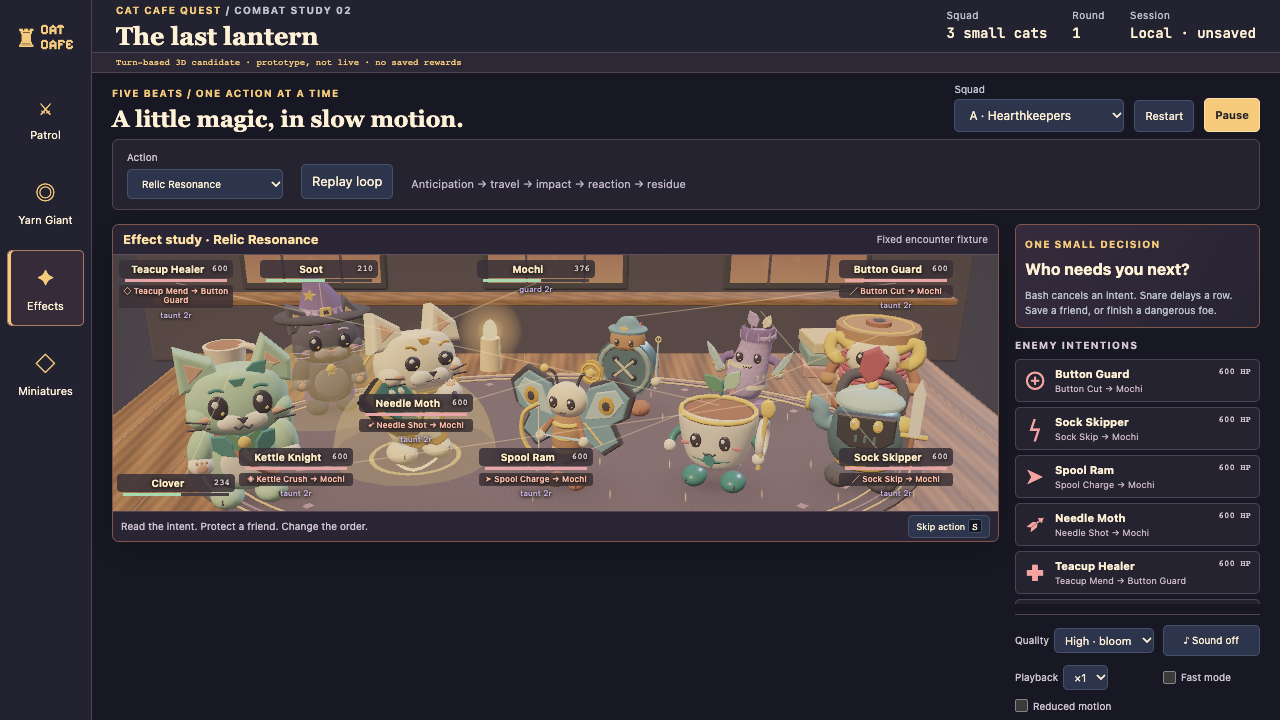 OAT
OAFE
Patrol
Yarn Giant
Effects
Miniatures
CAT CAFE QUEST / COMBAT STUDY 02
The last lantern
Squad
3 small cats
Round
1
Session
Local · unsaved
Turn-based 3D candidate · prototype, not live · no saved rewards
FIVE BEATS / ONE ACTION AT A TIME
A little magic, in slow motion.
Squad
A · Hearthkeepers
Restart
Pause
Action
Relic Resonance
Replay loop
Anticipation → travel → impact → reaction → residue
Effect study · Relic Resonance
Fixed encounter fixture
Teacup Healer 600
◇ Teacup Mend → Button Guard
taunt 2r
Soot 210
Mochi 376
guard 2r
Button Guard 600
⟋ Button Cut → Mochi
taunt 2r
Needle Moth 600
➶ Needle Shot → Mochi
taunt 2r
Kettle Knight 600
◈ Kettle Crush → Mochi
taunt 2r
Spool Ram 600
➤ Spool Charge → Mochi
taunt 2r
Sock Skipper 600
⟋ Sock Skip → Mochi
taunt 2r
Clover 234
Read the intent. Protect a friend. Change the order.
Skip action S
ONE SMALL DECISION
Who needs you next?
Bash cancels an intent. Snare delays a row.
Save a friend, or finish a dangerous foe.
ENEMY INTENTIONS
Button Guard 600 HP
Button Cut → Mochi
Sock Skipper 600 HP
Sock Skip → Mochi
Spool Ram 600 HP
Spool Charge → Mochi
Needle Moth 600 HP
Needle Shot → Mochi
Teacup Healer 600 HP
Teacup Mend → Button Guard
Quality
High · bloom
♪ Sound off
Playback
×1
Fast mode
Reduced motion